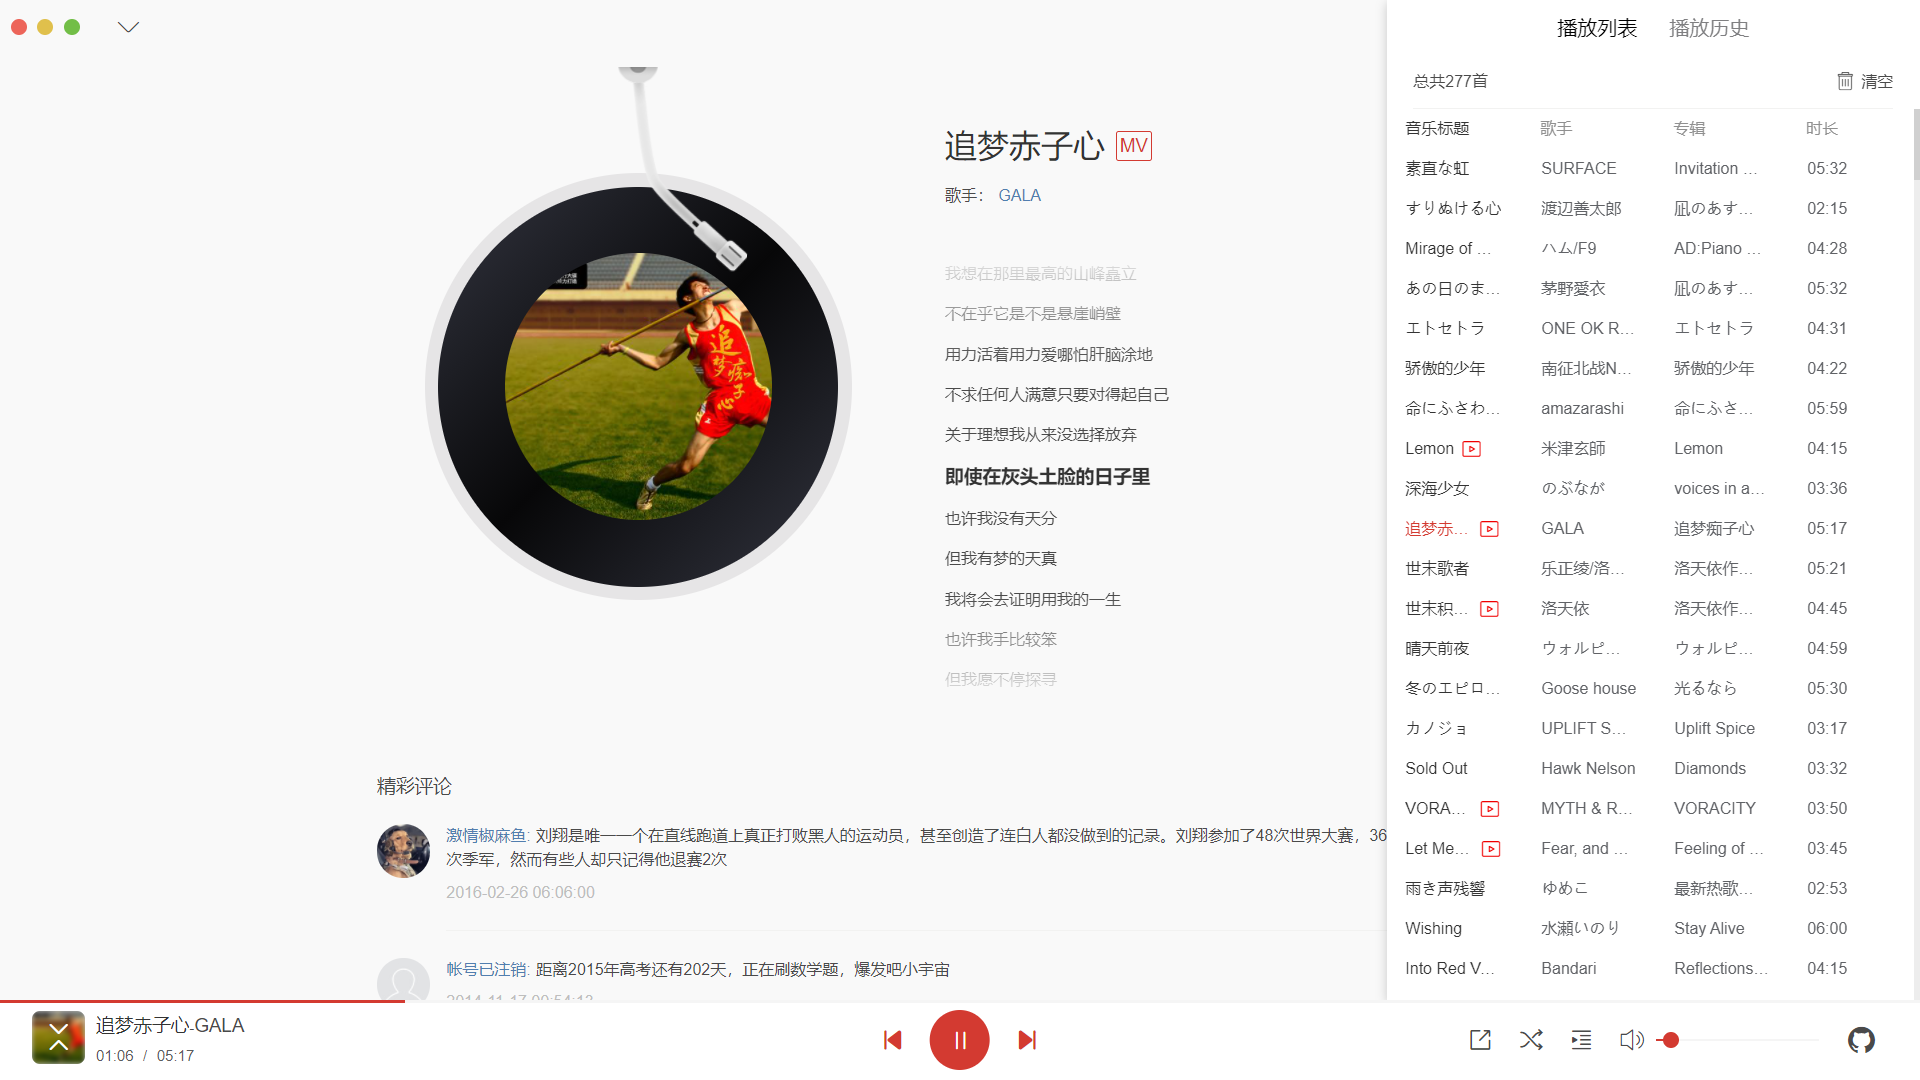 追梦赤子心 MV
歌手： GALA
我想在那里最高的山峰矗立
不在乎它是不是悬崖峭壁
用力活着用力爱哪怕肝脑涂地
不求任何人满意只要对得起自己
关于理想我从来没选择放弃
即使在灰头土脸的日子里
也许我没有天分
但我有梦的天真
我将会去证明用我的一生
也许我手比较笨
但我愿不停探寻
追梦痴子心
精彩评论
激情椒麻鱼: 刘翔是唯一一个在直线跑道上真正打败黑人的运动员，甚至创造了连白人都没做到的记录。刘翔参加了48次世界大赛，36
次季军，然而有些人却只记得他退赛2次
2016-02-26 06:06:00
帐号已注销: 距离2015年高考还有202天，正在刷数学题，爆发吧小宇宙
2014-11-17 00:54:13
播放列表 播放历史
总共277首 清空
音乐标题 歌手 专辑 时长
素直な虹 SURFACE Invitation ... 05:32
すりぬける心 渡辺善太郎 凪のあす... 02:15
Mirage of ... ハム/F9 AD:Piano ... 04:28
あの日のま... 茅野愛衣 凪のあす... 05:32
エトセトラ ONE OK R... エトセトラ 04:31
骄傲的少年 南征北战N... 骄傲的少年 04:22
命にふさわ... amazarashi 命にふさ... 05:59
Lemon 米津玄師 Lemon 04:15
深海少女 のぶなが voices in a... 03:36
追梦赤... GALA 追梦痴子心 05:17
世末歌者 乐正绫/洛... 洛天依作... 05:21
世末积... 洛天依 洛天依作... 04:45
晴天前夜 ウォルピ... ウォルピ... 04:59
冬のエピロ... Goose house 光るなら 05:30
カノジョ UPLIFT S... Uplift Spice 03:17
Sold Out Hawk Nelson Diamonds 03:32
VORA... MYTH & R... VORACITY 03:50
Let Me... Fear, and ... Feeling of ... 03:45
雨き声残響 ゆめこ 最新热歌... 02:53
Wishing 水瀬いのり Stay Alive 06:00
Into Red V... Bandari Reflections... 04:15
追梦赤子心-GALA
01:06 / 05:17